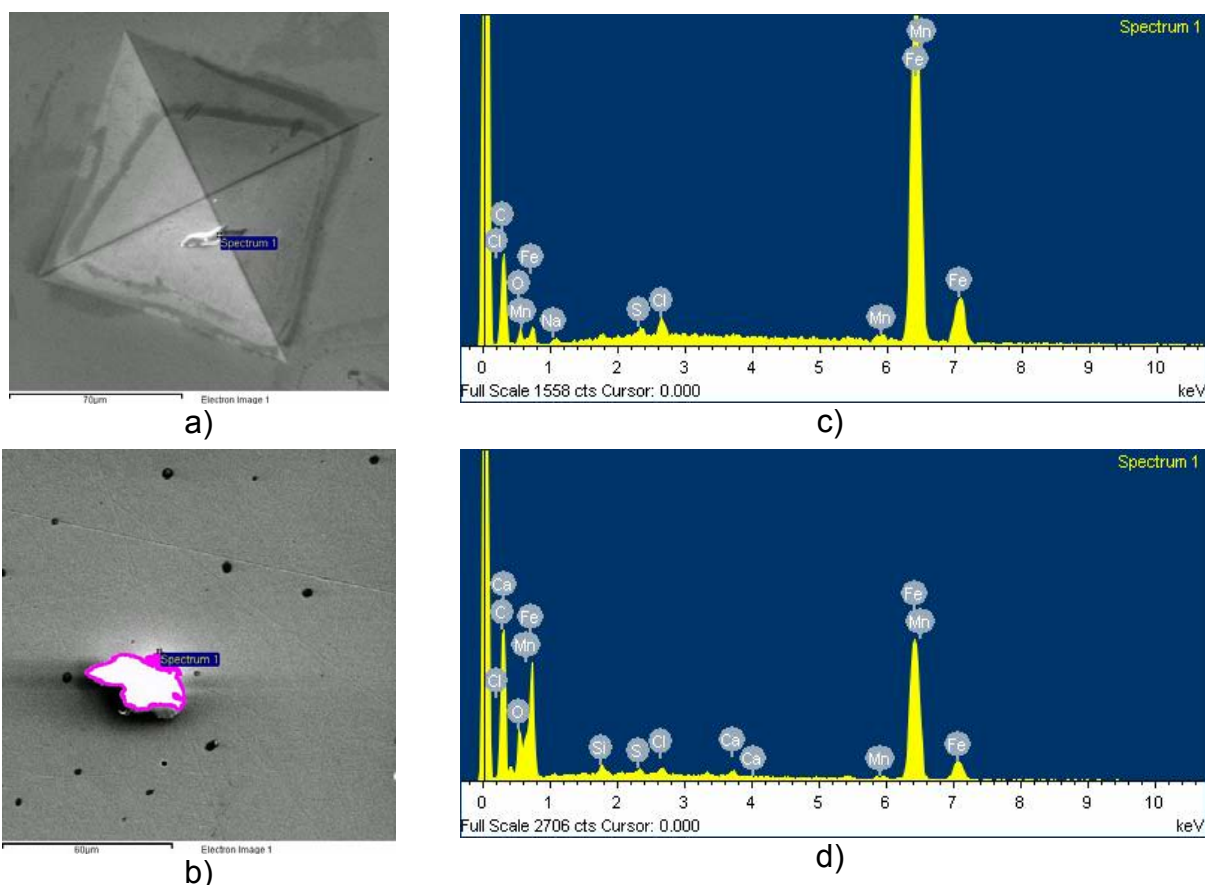 Spectrum 1
70µm Electron Image 1
a)
Spectrum 1
Mn
Fe
C
Cl
Fe
O
Mn
Na
S
Cl
Mn
Fe
0 1 2 3 4 5 6 7 8 9 10
Full Scale 1558 cts Cursor: 0.000 keV
c)
Spectrum 1
60µm Electron Image 1
b)
Spectrum 1
Ca
C
Fe
Mn
Cl
O
Si
S
Cl
Ca
Ca
Mn
Fe
Mn
Fe
0 1 2 3 4 5 6 7 8 9 10
Full Scale 2706 cts Cursor: 0.000 keV
d)